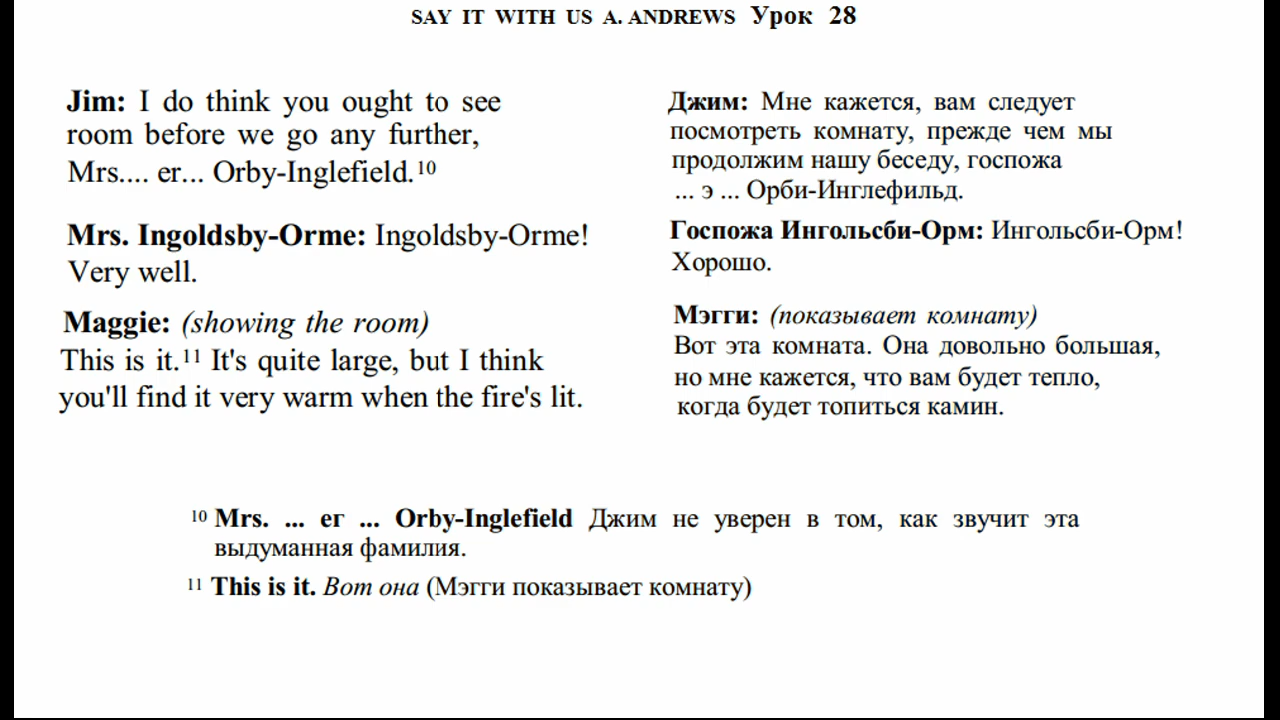 SAY IT WITH US A. ANDREWS Урок 28
Jim: I do think you ought to see
room before we go any further,
Mrs.... er... Orby-Inglefield.¹⁰
Mrs. Ingoldsby-Orme: Ingoldsby-Orme!
Very well.
Maggie: (showing the room)
This is it.¹¹ It's quite large, but I think
you'll find it very warm when the fire's lit.
Джим: Мне кажется, вам следует
посмотреть комнату, прежде чем мы
продолжим нашу беседу, госпожа
... э ... Орби-Инглефильд.
Госпожа Ингольсби-Орм: Ингольсби-Орм!
Хорошо.
Мэгги: (показывает комнату)
Вот эта комната. Она довольно большая,
но мне кажется, что вам будет тепло,
когда будет топиться камин.
¹⁰ Mrs. ... ег ... Orby-Inglefield Джим не уверен в том, как звучит эта
выдуманная фамилия.
¹¹ This is it. Вот она (Мэгги показывает комнату)